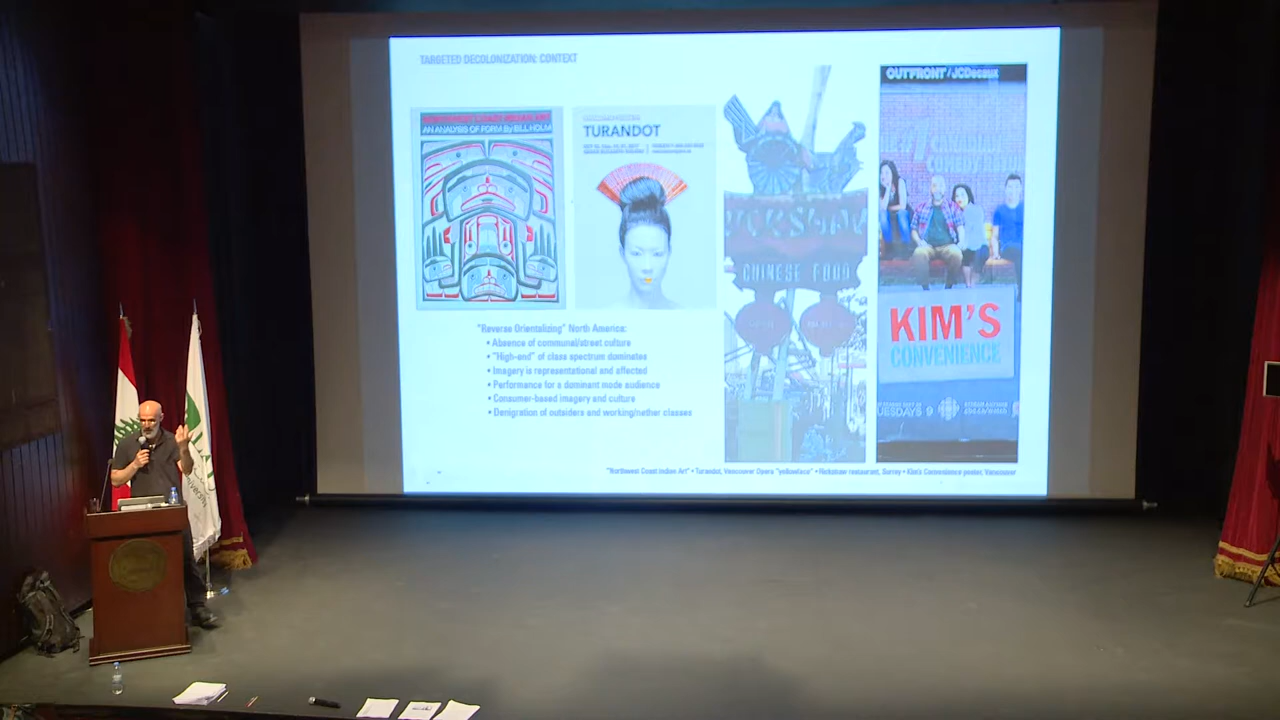 TARGETED DECOLONIZATION: CONTEXT
AN ANALYSIS OF FORM By BILL HOLM
TURANDOT
CHINESE FOOD
OUTFRONT / JCDecaux
KIM'S
CONVENIENCE
TUESDAYS 9
"Reverse Orientalizing" North America:
• Absence of communal/street culture
• "High-end" of class spectrum dominates
• Imagery is representational and affected
• Performance for a dominant mode audience
• Consumer-based imagery and culture
• Denigration of outsiders and working/nether classes
"Northwest Coast Indian Art" • Turandot, Vancouver Opera "yellowface" • Rickshaw restaurant, Surrey • Kim's Convenience poster, Vancouver